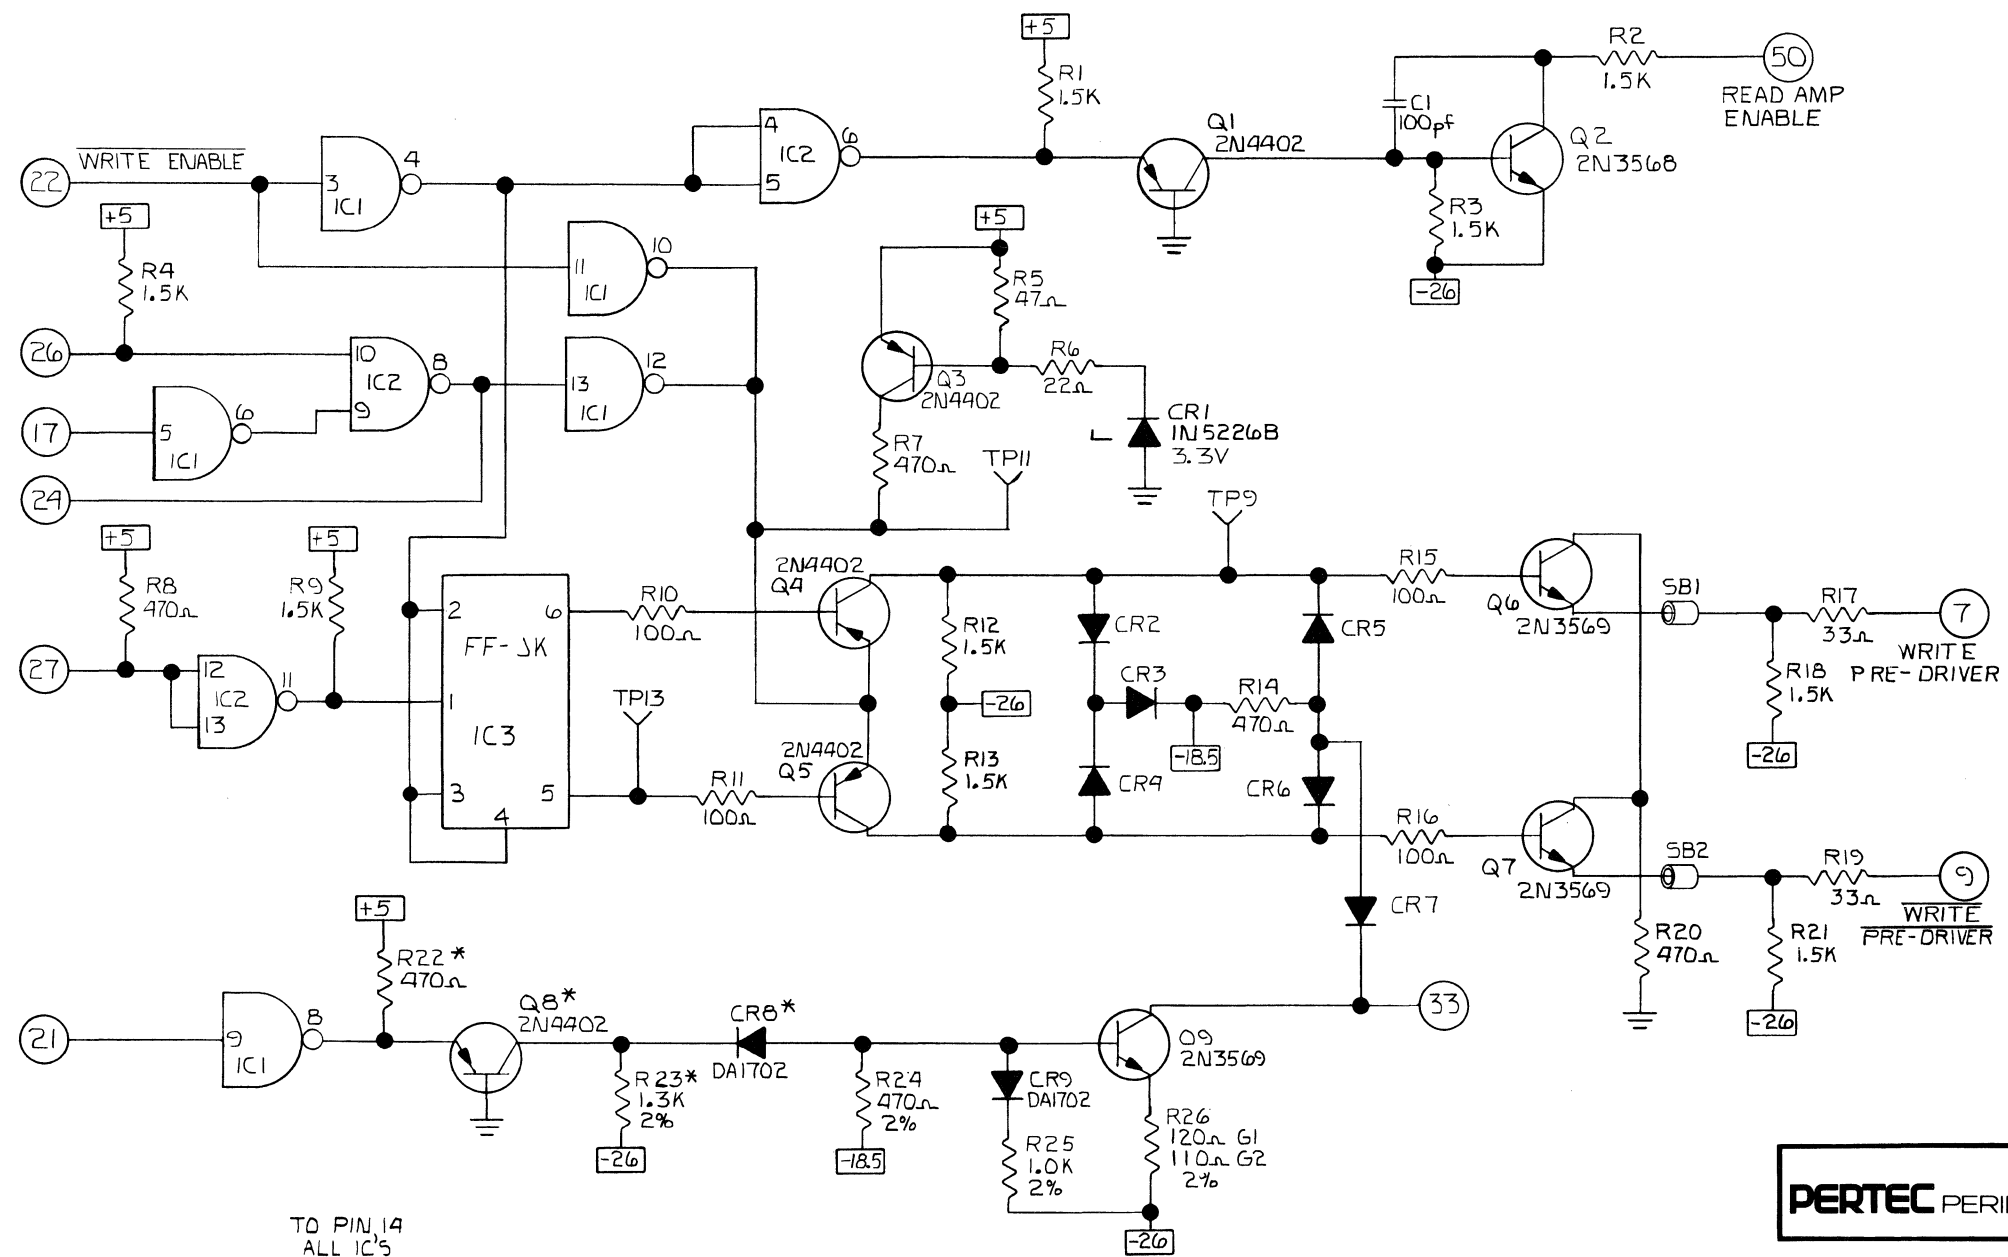 +5
R1
1.5K
R2
1.5K
50
READ AMP
ENABLE
C1
100pf
Q1
2N4402
Q2
2N3568
R3
1.5K
-26
22
WRITE ENABLE
3
4
IC1
4
5
6
IC2
+5
R4
1.5K
11
10
IC1
+5
R5
47Ω
R6
22Ω
Q3
2N4402
CR1
1N5226B
3.3V
R7
470Ω
TP11
26
10
9
8
IC2
13
12
IC1
17
5
6
IC1
24
+5
R8
470Ω
+5
R9
1.5K
27
12
13
11
IC2
2
1
3
4
6
5
FF-JK
IC3
R10
100Ω
TP13
R11
100Ω
2N4402
Q4
2N4402
Q5
R12
1.5K
-26
R13
1.5K
CR2
CR3
CR4
-18.5
R14
470Ω
TP9
CR5
CR6
R15
100Ω
R16
100Ω
Q6
2N3569
Q7
2N3569
SB1
R17
33Ω
7
WRITE
PRE-DRIVER
R18
1.5K
-26
SB2
R19
33Ω
9
WRITE
PRE-DRIVER
R20
470Ω
R21
1.5K
-26
CR7
33
+5
R22*
470Ω
21
9
8
IC1
Q8*
2N4402
CR8*
DA1702
R23*
1.3K
2%
-26
R24
470Ω
2%
-18.5
CR9
DA1702
R25
1.0K
2%
Q9
2N3569
R26
120Ω G1
110Ω G2
2%
-26
TO PIN 14
ALL IC'S
PERTEC PERI